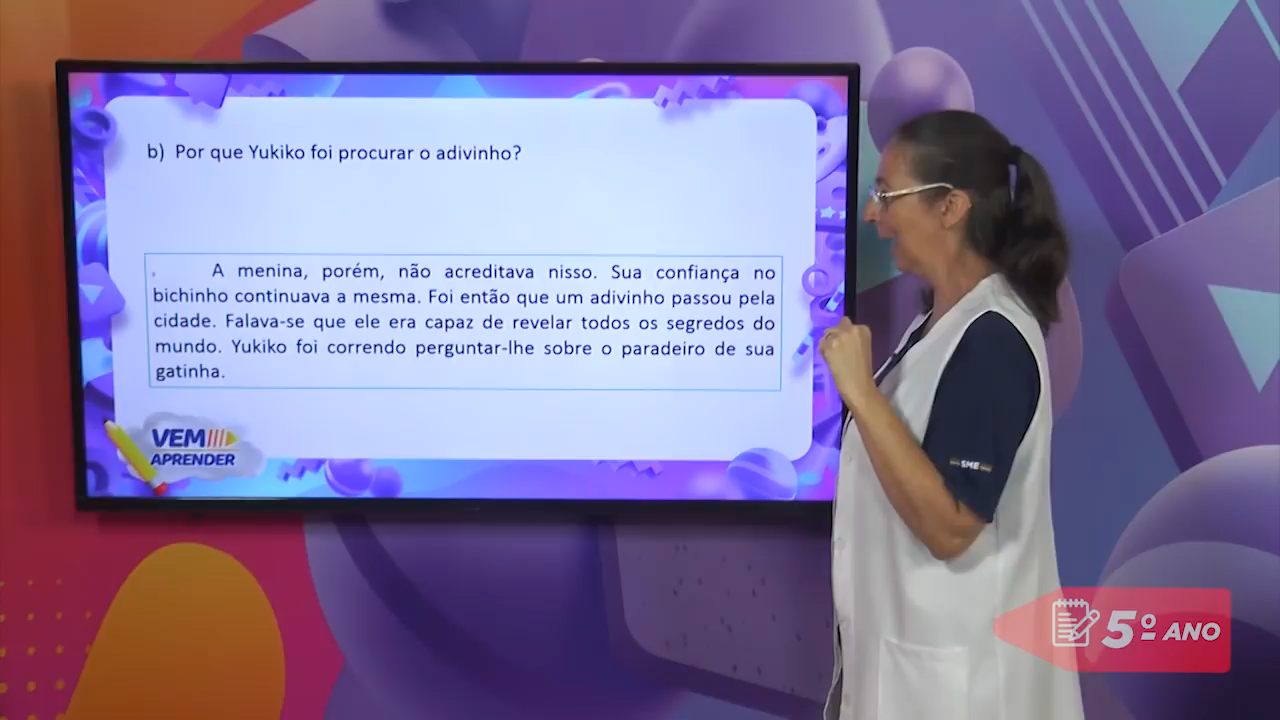 b) Por que Yukiko foi procurar o adivinho?
A menina, porém, não acreditava nisso. Sua confiança no
bichinho continuava a mesma. Foi então que um adivinho passou pela
cidade. Falava-se que ele era capaz de revelar todos os segredos do
mundo. Yukiko foi correndo perguntar-lhe sobre o paradeiro de sua
gatinha.
VEM
APRENDER
SME
5º ANO